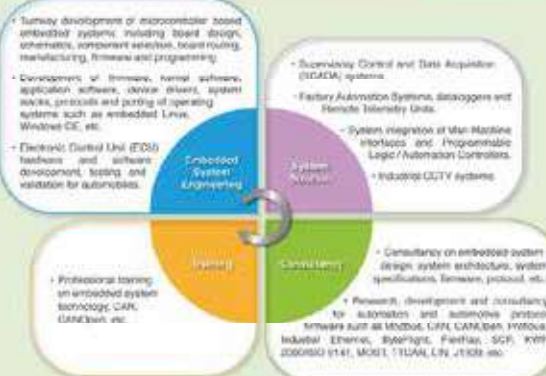 • Turnkey development of microcontroller based
embedded systems including board design,
schematics, component selection, board routing,
manufacturing, firmware and programming.
• Development of firmware, kernel software,
application software, device drivers, system
stacks, protocols and porting of operating
systems such as embedded Linux,
Windows CE, etc.
• Electronic Control Unit (ECU)
hardware and software
development, testing and
validation for automobiles.
Embedded
System
Engineering
• Supervisory Control and Data Acquisition
(SCADA) systems
• Factory Automation Systems, dataloggers and
Remote Telemetry Units.
• System integration of Man Machine
Interfaces and Programmable
Logic / Automation Controllers.
• Industrial CCTV systems
System
Training
• Professional training
on embedded system
technology, CAN,
CANOpen, etc.
Consultancy
• Consultancy on embedded system
design, system architecture, system
specifications, firmware, protocol, etc.
• Research, development and consultancy
for automation and automotive protocol
firmware such as Modbus, CAN, CANOpen, Profibus,
Industrial Ethernet, Byteflight, FlexRay, SCP, KWP
2000/ISO 9141, MOST, TTCAN, LIN, J1939, etc.